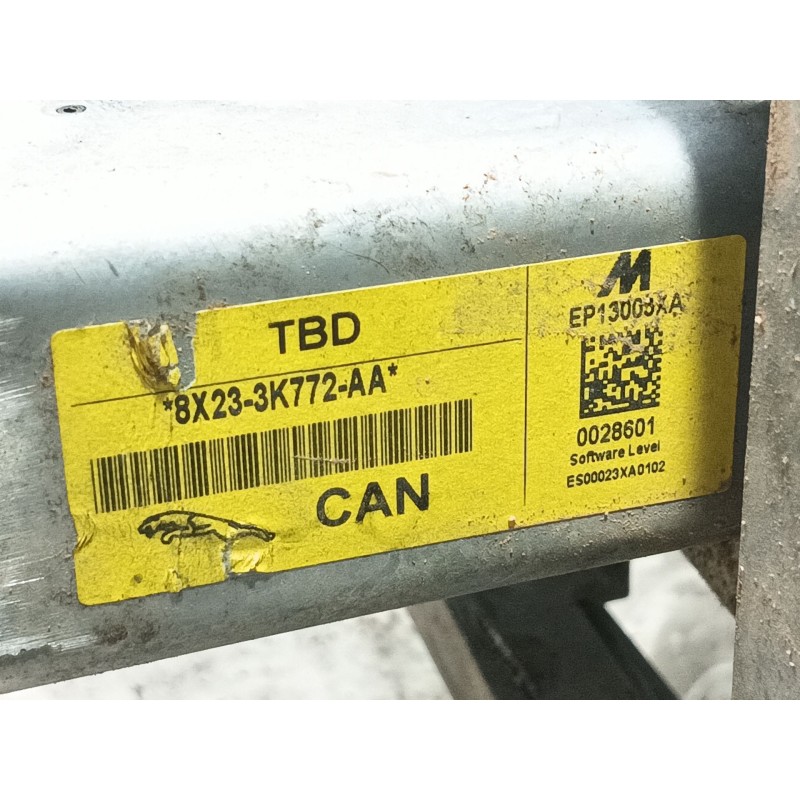 TBD
*8X23-3K772-AA*
CAN
M
EP13003XA
0028601
Software Level
ES00023XA0102